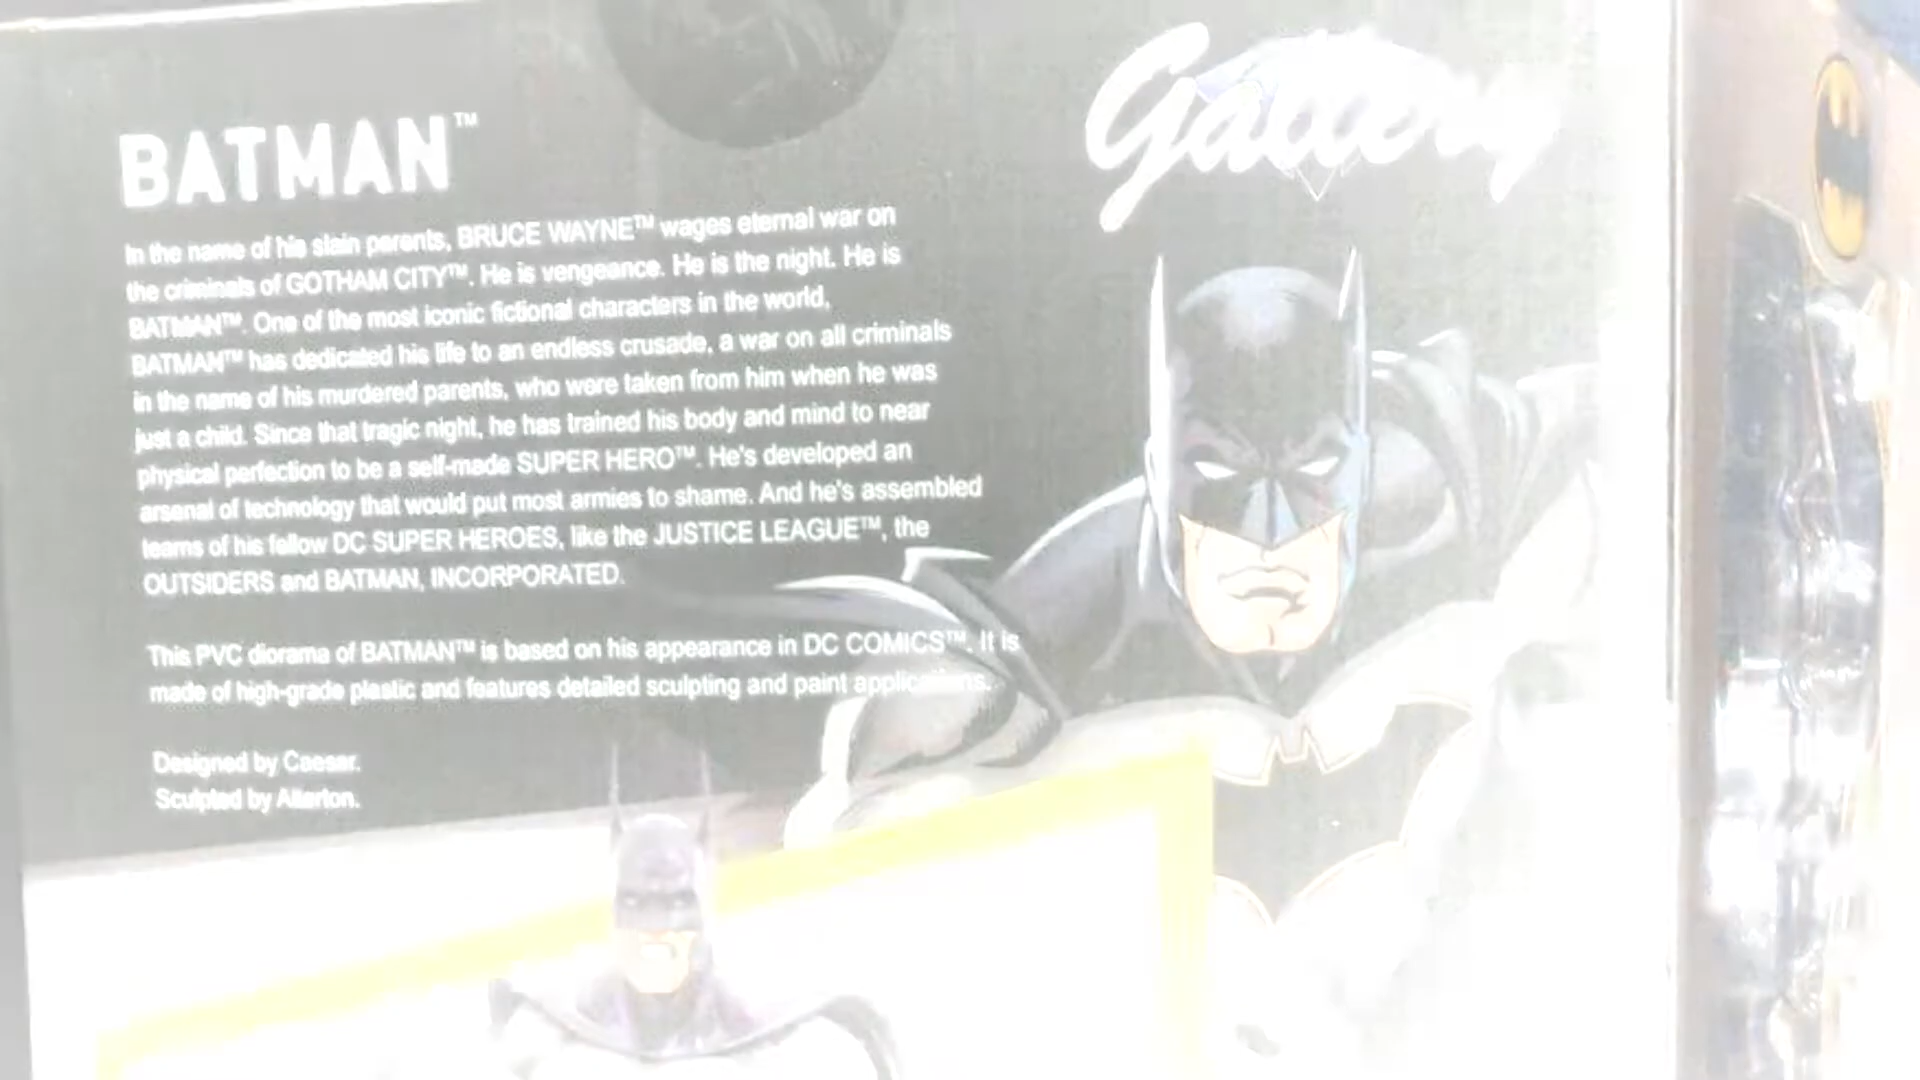 Gallery
BATMAN™
In the name of his slain parents, BRUCE WAYNE™ wages eternal war on
the criminals of GOTHAM CITY™. He is vengeance. He is the night. He is
BATMAN™. One of the most iconic fictional characters in the world,
BATMAN™ has dedicated his life to an endless crusade, a war on all criminals
in the name of his murdered parents, who were taken from him when he was
just a child. Since that tragic night, he has trained his body and mind to near
physical perfection to be a self-made SUPER HERO™. He's developed an
arsenal of technology that would put most armies to shame. And he's assembled
teams of his fellow DC SUPER HEROES, like the JUSTICE LEAGUE™, the
OUTSIDERS and BATMAN, INCORPORATED.
This PVC diorama of BATMAN™ is based on his appearance in DC COMICS™. It is
made of high-grade plastic and features detailed sculpting and paint applications.
Designed by Caesar.
Sculpted by Alterton.